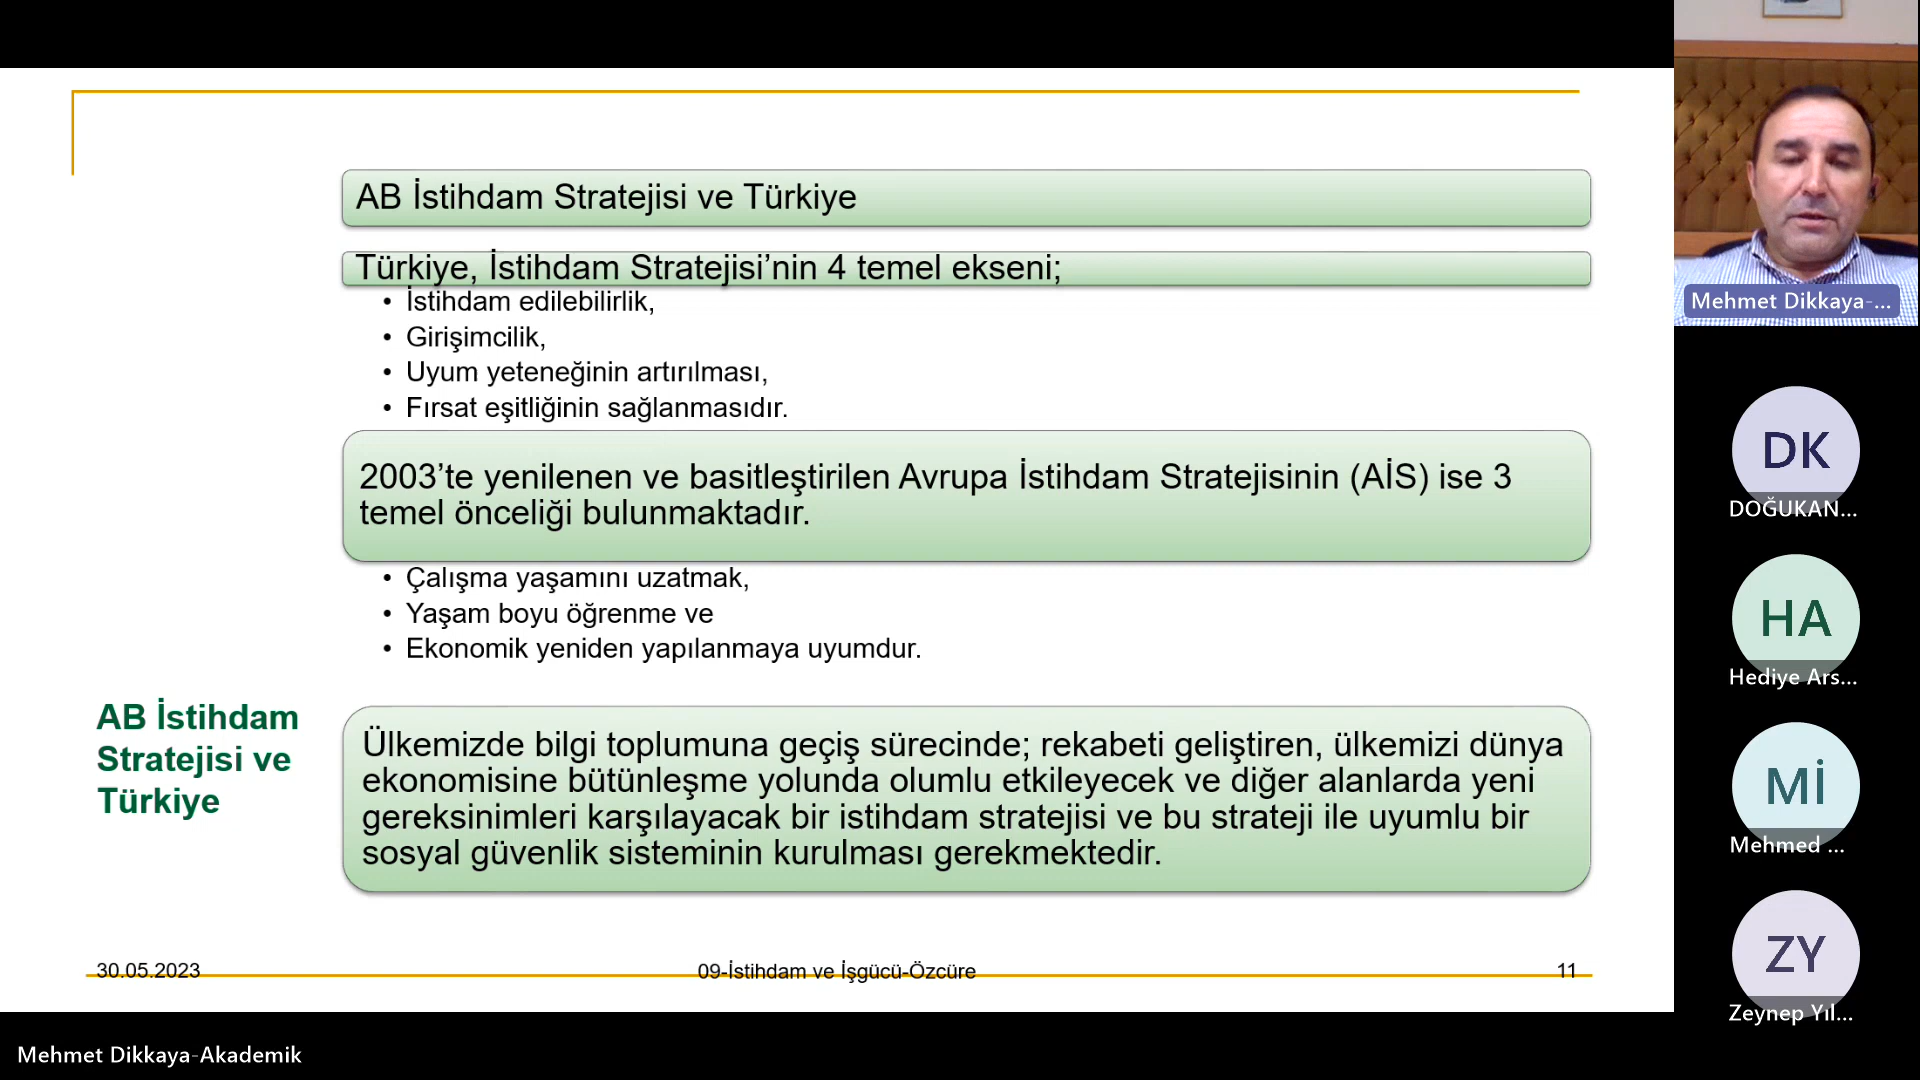 AB İstihdam Stratejisi ve Türkiye
Türkiye, İstihdam Stratejisi’nin 4 temel ekseni;
• İstihdam edilebilirlik,
• Girişimcilik,
• Uyum yeteneğinin artırılması,
• Fırsat eşitliğinin sağlanmasıdır.
2003’te yenilenen ve basitleştirilen Avrupa İstihdam Stratejisinin (AİS) ise 3
temel önceliği bulunmaktadır.
• Çalışma yaşamını uzatmak,
• Yaşam boyu öğrenme ve
• Ekonomik yeniden yapılanmaya uyumdur.
AB İstihdam
Stratejisi ve
Türkiye
Ülkemizde bilgi toplumuna geçiş sürecinde; rekabeti geliştiren, ülkemizi dünya
ekonomisine bütünleşme yolunda olumlu etkileyecek ve diğer alanlarda yeni
gereksinimleri karşılayacak bir istihdam stratejisi ve bu strateji ile uyumlu bir
sosyal güvenlik sisteminin kurulması gerekmektedir.
30.05.2023
09-İstihdam ve İşgücü-Özcüre
11
Mehmet Dikkaya-Akademik
Mehmet Dikkaya-...
DK
DOĞUKAN...
HA
Hediye Ars...
Mİ
Mehmed ...
ZY
Zeynep Yıl...